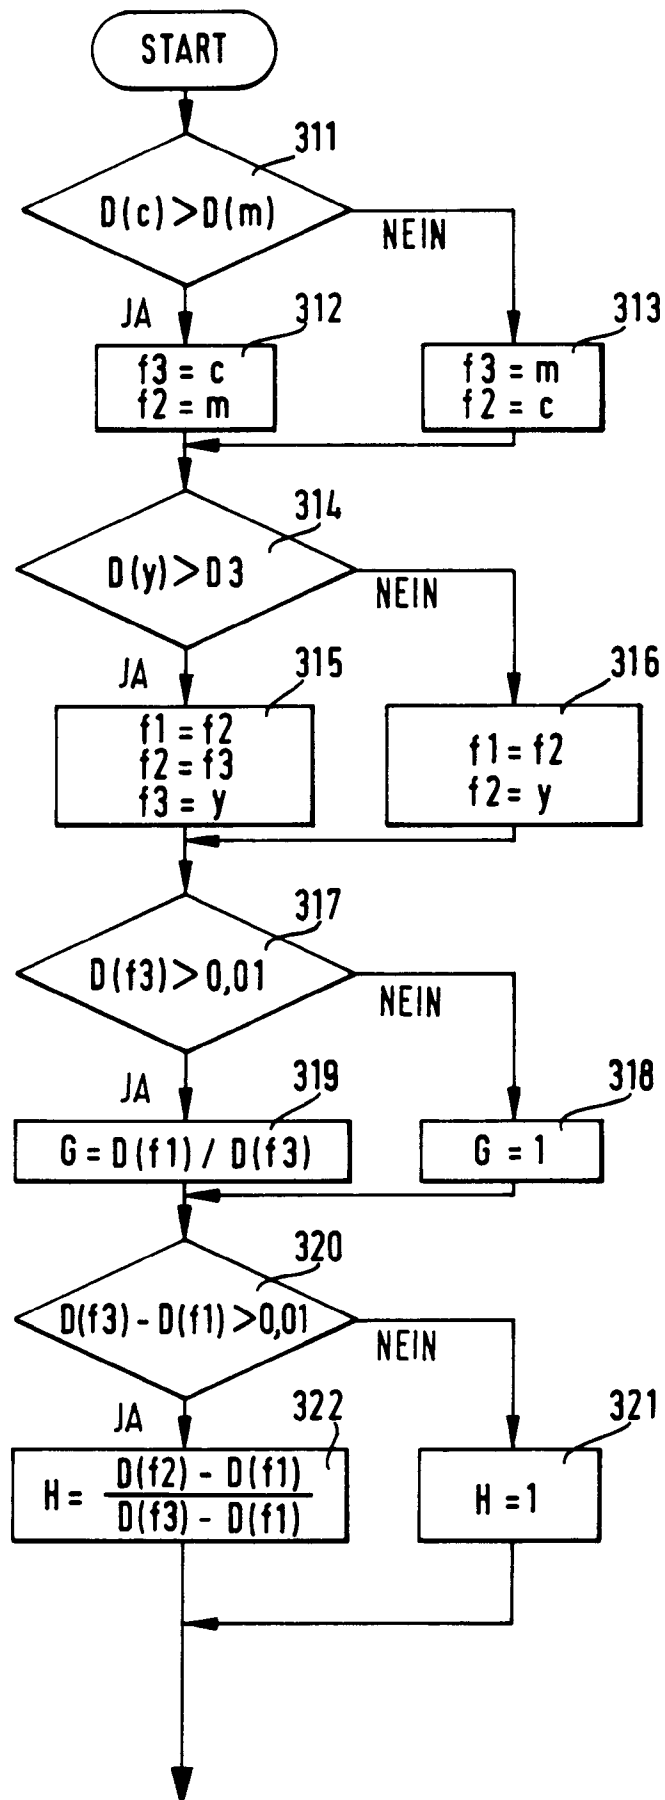 START
311
D(c)>D(m)
NEIN
JA
312
313
f3 = c
f2 = m
f3 = m
f2 = c
314
D(y)>D3
NEIN
JA
315
316
f1 = f2
f2 = f3
f3 = y
f1 = f2
f2 = y
317
D(f3)>0,01
NEIN
JA
319
318
G = D(f1) / D(f3)
G = 1
320
D(f3) - D(f1) >0,01
NEIN
JA
322
321
H = D(f2) - D(f1)
D(f3) - D(f1)
H = 1